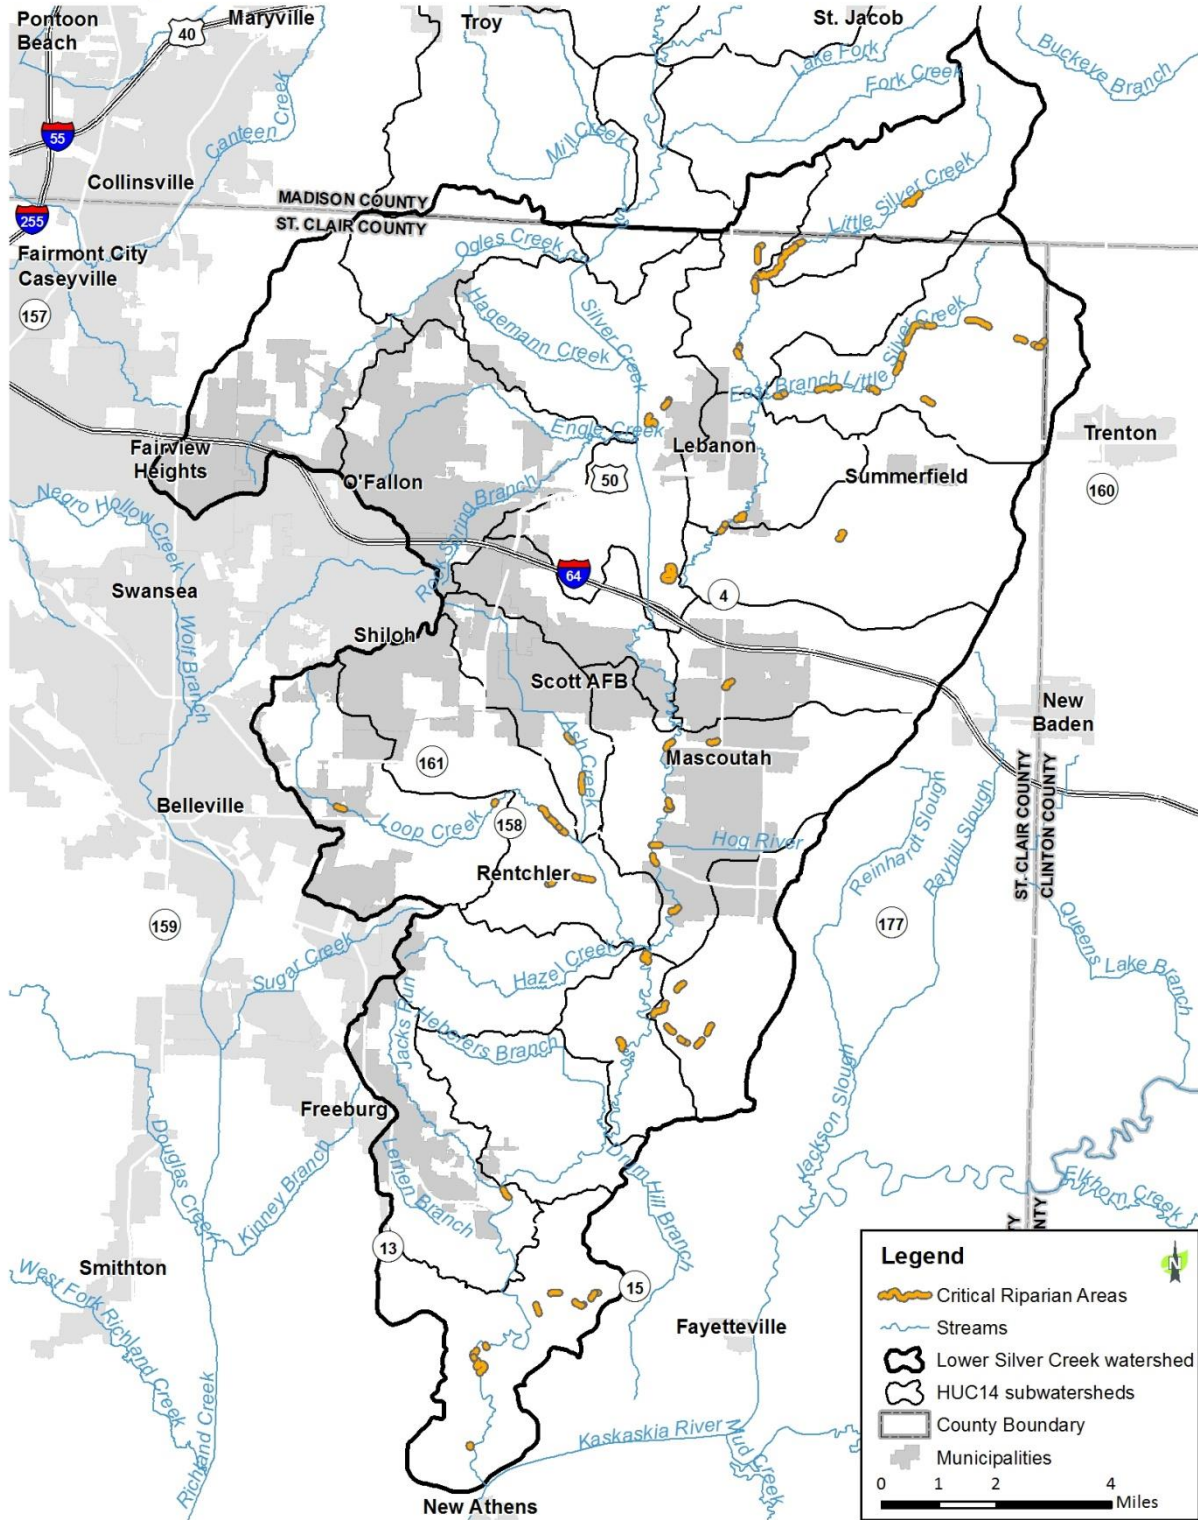 Pontoon
Beach
40
Maryville
Troy
St. Jacob
Lake Fork
Fork Creek
Buckeye Branch
55
Canteen Creek
Mill Creek
Collinsville
MADISON COUNTY
ST. CLAIR COUNTY
Little Silver Creek
255
Fairmont City
Caseyville
Ogles Creek
157
Hagemann Creek
Silver Creek
East Branch Little Silver Creek
Engle Creek
Lebanon
Trenton
Fairview
Heights
O'Fallon
50
Summerfield
160
Negro Hollow Creek
Rock Spring Branch
64
Swansea
4
Wolf Branch
Shiloh
Scott AFB
New
Baden
Ash Creek
Mascoutah
161
ST. CLAIR COUNTY
CLINTON COUNTY
Belleville
Loop Creek
158
Hog River
Reinhardt Slough
Rayhill Slough
Rentchler
159
177
Sugar Creek
Hazel Creek
Queens Lake Branch
Jacks Run
Heberers Branch
Freeburg
Jackson Slough
Douglas Creek
Kinney Branch
Lemen Branch
Drum Hill Branch
Elkhorn Creek
TY
NTY
13
Smithton
15
West Fork Richland Creek
Fayetteville
Richland Creek
Kaskaskia River
Mud Creek
New Athens
Legend
N
Critical Riparian Areas
Streams
Lower Silver Creek watershed
HUC14 subwatersheds
County Boundary
Municipalities
0 1 2 4
Miles